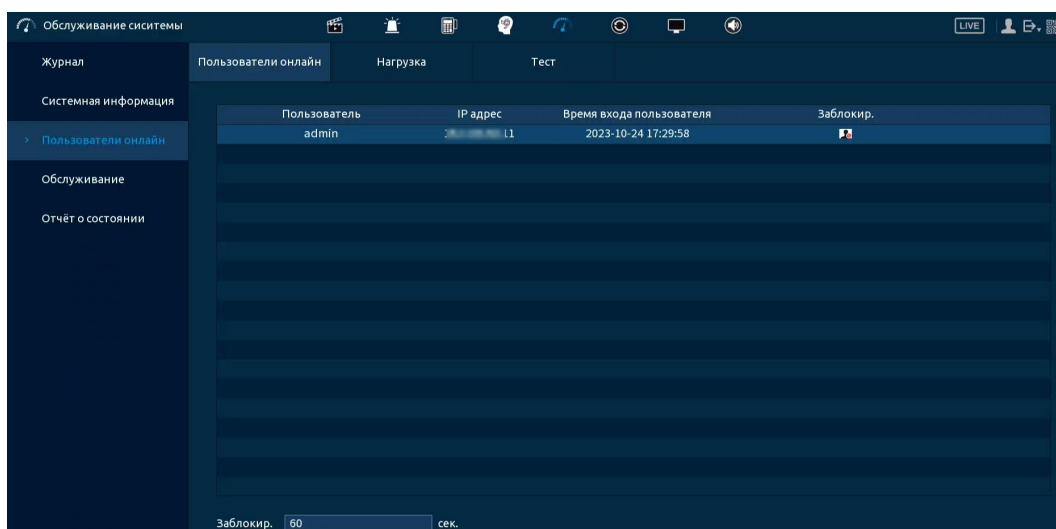 Обслуживание сиситемы
LIVE
Журнал
Системная информация
Пользователи онлайн
Обслуживание
Отчёт о состоянии
Пользователи онлайн Нагрузка Тест
Пользователь IP адрес Время входа пользователя Заблокир.
admin 2023-10-24 17:29:58
Заблокир. 60 сек.